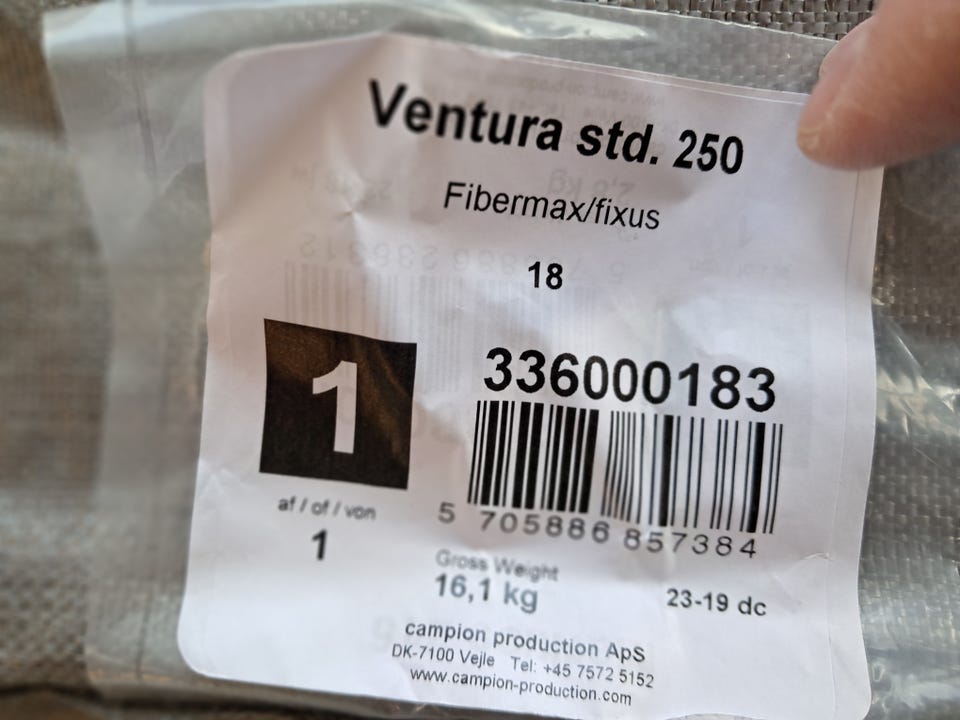 Ventura std. 250
Fibermax/fixus
18
1
336000183
af / of / von
1
5 705886 857384
Gross Weight
16,1 kg
23-19 dc
campion production ApS
DK-7100 Vejle Tel: +45 7572 5152
www.campion-production.com